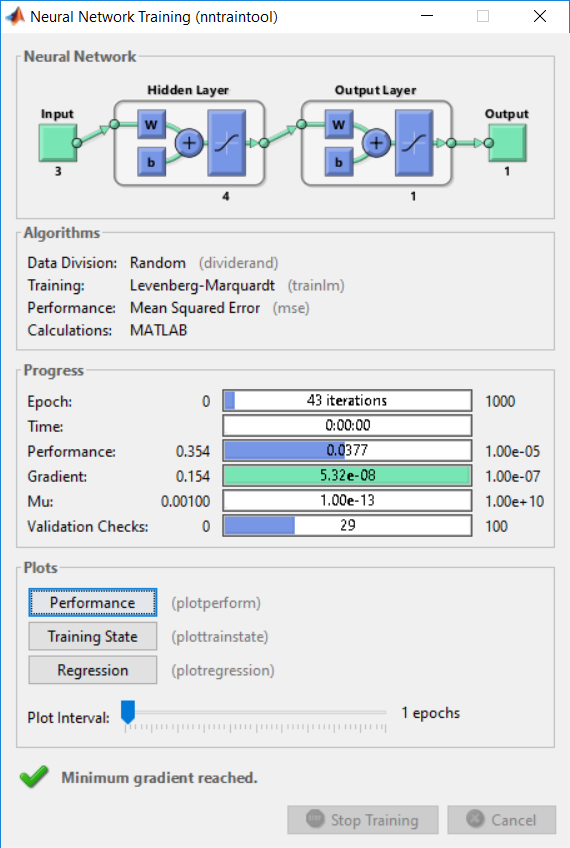 Neural Network Training (nntraintool)
Neural Network
Hidden Layer Output Layer
Input Output
W W
b b
+ +
3 4 1 1
Algorithms
Data Division: Random (dividerand)
Training: Levenberg-Marquardt (trainlm)
Performance: Mean Squared Error (mse)
Calculations: MATLAB
Progress
Epoch: 0 43 iterations 1000
Time: 0:00:00
Performance: 0.354 0.0377 1.00e-05
Gradient: 0.154 5.32e-08 1.00e-07
Mu: 0.00100 1.00e-13 1.00e+10
Validation Checks: 0 29 100
Plots
Performance (plotperform)
Training State (plottrainstate)
Regression (plotregression)
Plot Interval: 1 epochs
Minimum gradient reached.
Stop Training Cancel